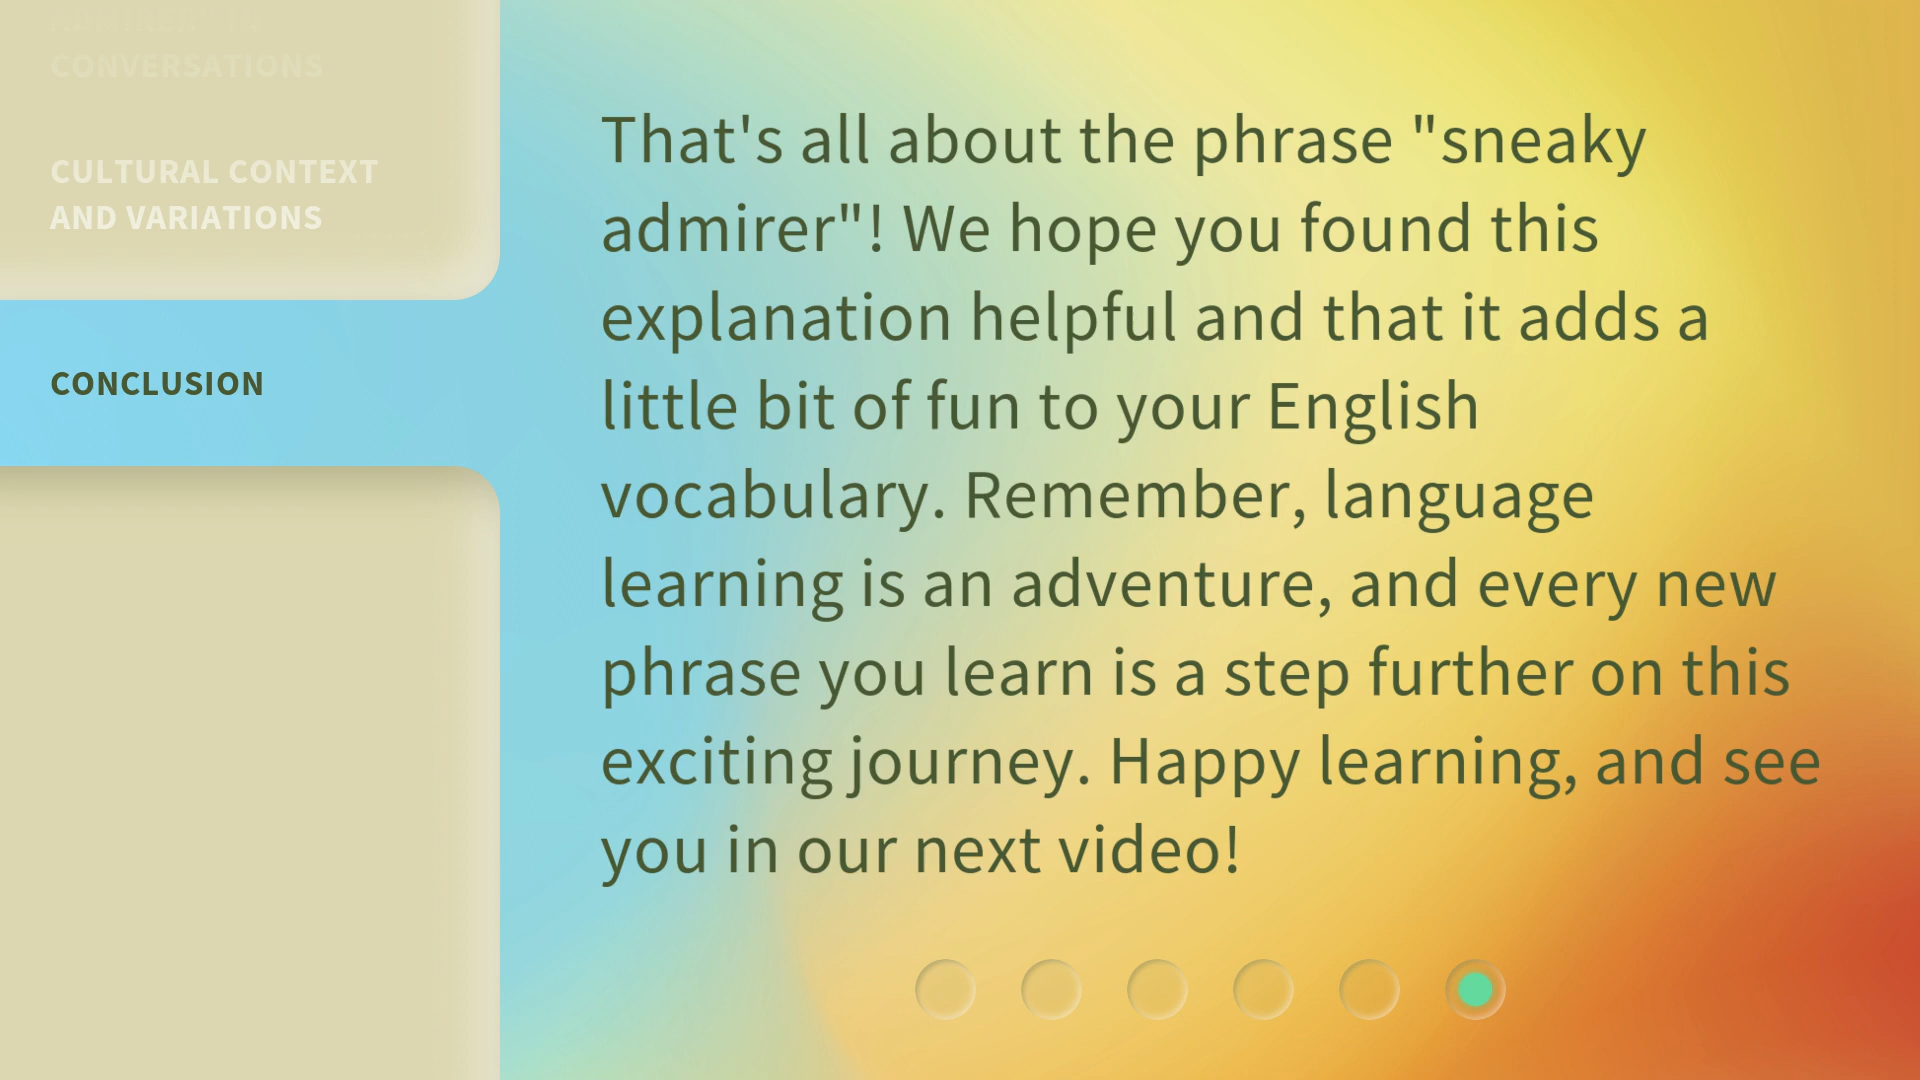 ADMIRER" IN
CONVERSATIONS
CULTURAL CONTEXT
AND VARIATIONS
CONCLUSION
That's all about the phrase "sneaky
admirer"! We hope you found this
explanation helpful and that it adds a
little bit of fun to your English
vocabulary. Remember, language
learning is an adventure, and every new
phrase you learn is a step further on this
exciting journey. Happy learning, and see
you in our next video!